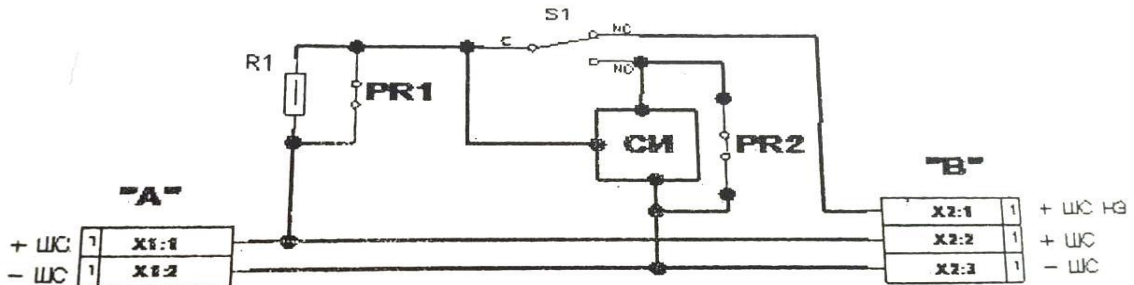 S1
C
NC
R1
PR1
NO
СИ
PR2
"A"
"B"
+ ШС 1 X1:1
- ШС 1 X1:2
X2:1 1 + ШС НЭ
X2:2 1 + ШС
X2:3 1 - ШС